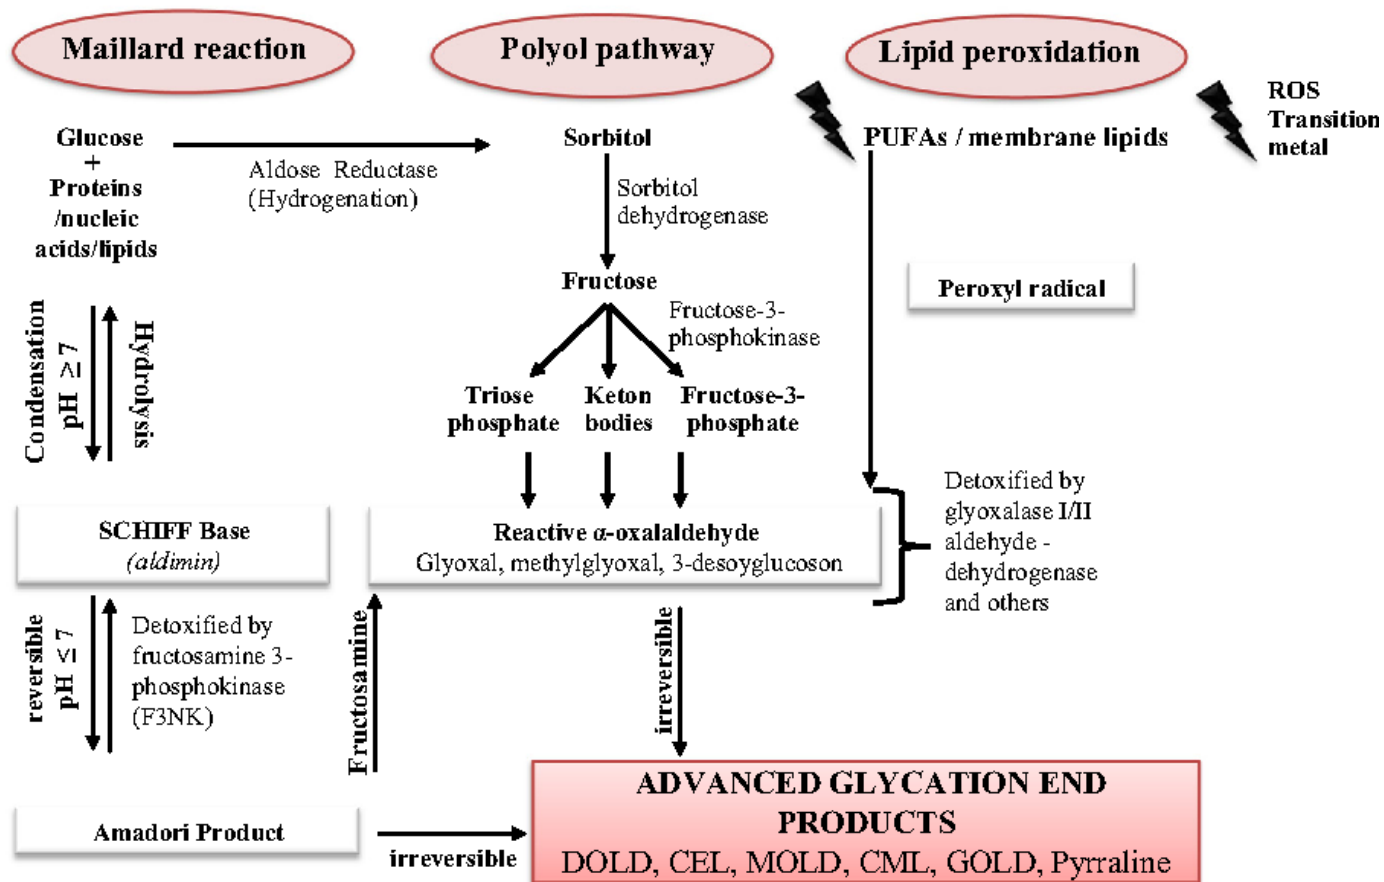 Maillard reaction
Polyol pathway
Lipid peroxidation
ROS
Transition
metal
Glucose
+
Proteins
/nucleic
acids/lipids
Aldose Reductase
(Hydrogenation)
Sorbitol
PUFAs / membrane lipids
Sorbitol
dehydrogenase
Fructose
Peroxyl radical
Fructose-3-
phosphokinase
Condensation
pH ≥ 7
Hydrolysis
Triose
phosphate
Keton
bodies
Fructose-3-
phosphate
SCHIFF Base
(aldimin)
Reactive α-oxalaldehyde
Glyoxal, methylglyoxal, 3-desoyglucoson
Detoxified by
glyoxalase I/II
aldehyde -
dehydrogenase
and others
reversible
pH ≤ 7
Detoxified by
fructosamine 3-
phosphokinase
(F3NK)
Fructosamine
irreversible
Amadori Product
irreversible
ADVANCED GLYCATION END
PRODUCTS
DOLD, CEL, MOLD, CML, GOLD, Pyrraline